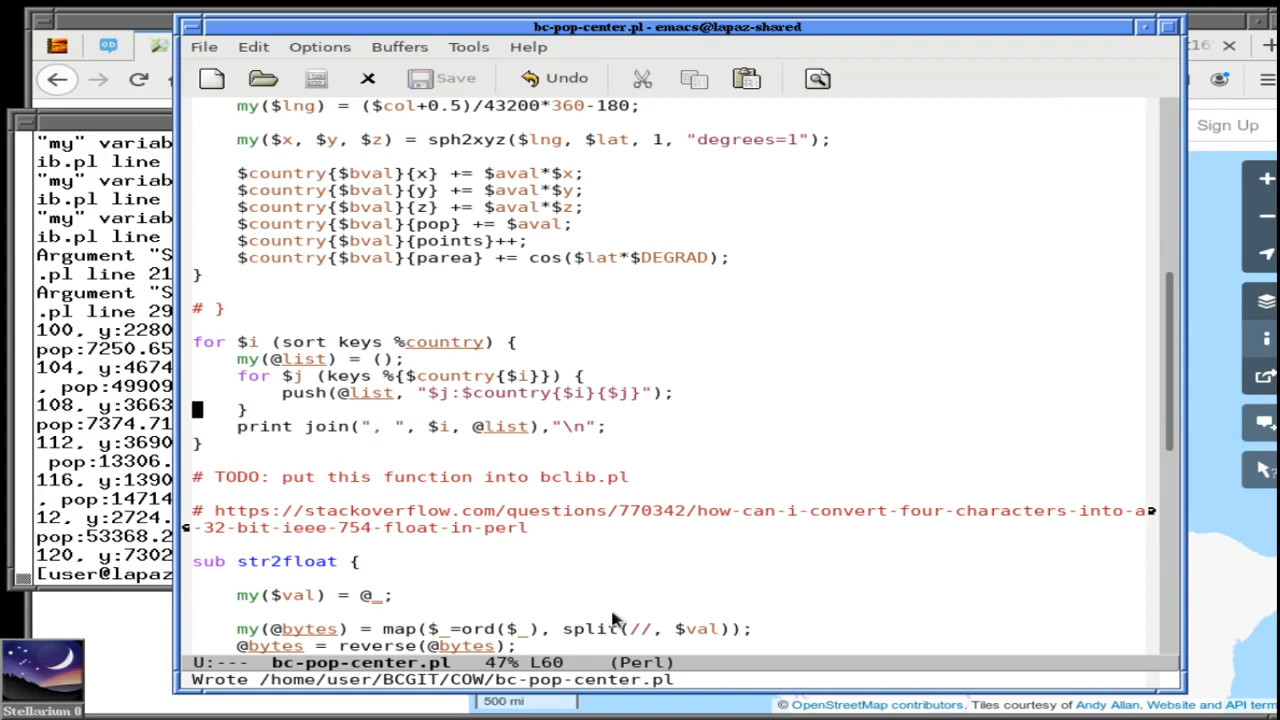 bc-pop-center.pl - emacs@lapaz-shared
File Edit Options Buffers Tools Help
Save Undo
my($lng) = ($col+0.5)/43200*360-180;
my($x, $y, $z) = sph2xyz($lng, $lat, 1, "degrees=1");
$country{$bval}{x} += $aval*$x;
$country{$bval}{y} += $aval*$y;
$country{$bval}{z} += $aval*$z;
$country{$bval}{pop} += $aval;
$country{$bval}{points}++;
$country{$bval}{parea} += cos($lat*$DEGRAD);
}
# }
for $i (sort keys %country) {
my(@list) = ();
for $j (keys %{$country{$i}}) {
push(@list, "$j:$country{$i}{$j}");
}
print join(", ", $i, @list),"\n";
}
# TODO: put this function into bclib.pl
# https://stackoverflow.com/questions/770342/how-can-i-convert-four-characters-into-a
-32-bit-ieee-754-float-in-perl
sub str2float {
my($val) = @_;
my(@bytes) = map($_=ord($_), split(//, $val));
@bytes = reverse(@bytes);
U:--- bc-pop-center.pl 47% L60 (Perl)
Wrote /home/user/BCGIT/COW/bc-pop-center.pl
"my" variab
ib.pl line
"my" variab
ib.pl line
"my" variab
ib.pl line
Argument "S
.pl line 21
Argument "S
.pl line 29
100, y:2280
pop:7250.65
104, y:4674
, pop:49909
108, y:3663
pop:7374.71
112, y:3690
pop:13306.
116, y:1390
, pop:14714
12, y:2724.
pop:53368.2
120, y:7302
[user@lapaz
Sign Up
Stellarium 0
500 mi
© OpenStreetMap contributors. Tiles courtesy of Andy Allan. Website and API term